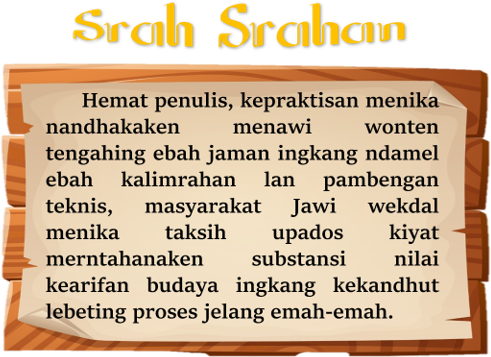 Srah Srahan
Hemat penulis, kepraktisan menika
nandhakaken menawi wonten
tengahing ebah jaman ingkang ndamel
ebah kalimrahan lan pambengan
teknis, masyarakat Jawi wekdal
menika taksih upados kiyat
merntahanaken substansi nilai
kearifan budaya ingkang kekandhut
lebeting proses jelang emah-emah.